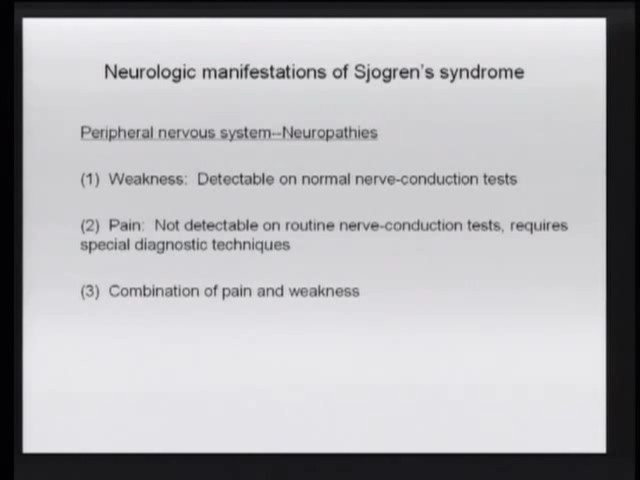 Neurologic manifestations of Sjogren's syndrome
Peripheral nervous system--Neuropathies
(1) Weakness: Detectable on normal nerve-conduction tests
(2) Pain: Not detectable on routine nerve-conduction tests, requires
special diagnostic techniques
(3) Combination of pain and weakness